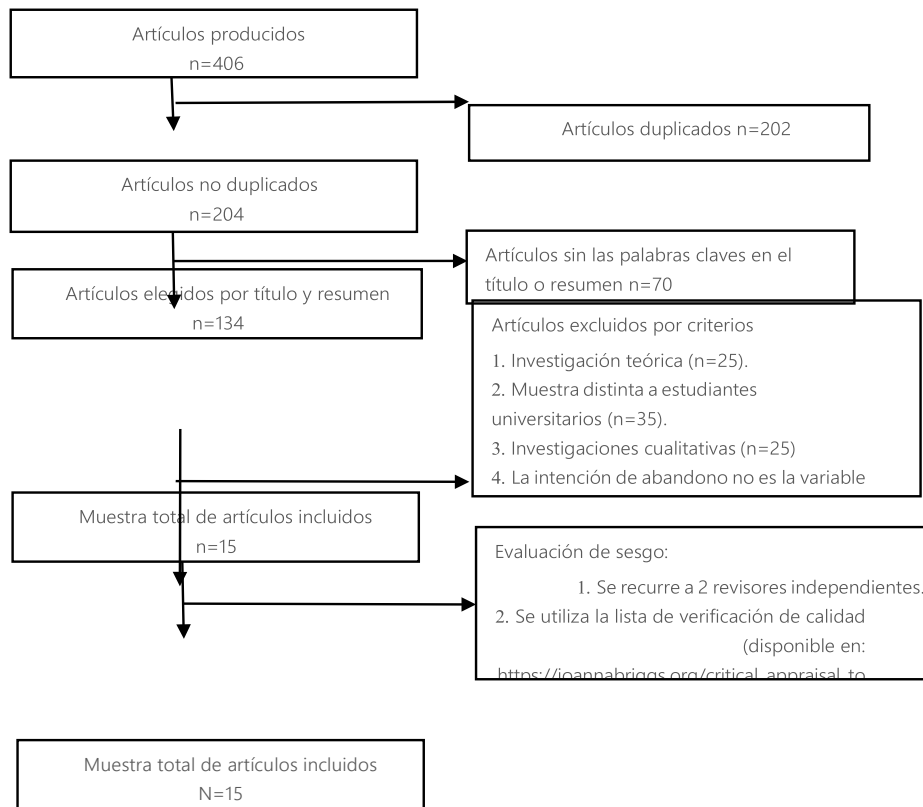 Artículos producidos
n=406
Artículos duplicados n=202
Artículos no duplicados
n=204
Artículos sin las palabras claves en el
título o resumen n=70
Artículos elegidos por título y resumen
n=134
Artículos excluidos por criterios
1. Investigación teórica (n=25).
2. Muestra distinta a estudiantes
universitarios (n=35).
3. Investigaciones cualitativas (n=25)
4. La intención de abandono no es la variable
Muestra total de artículos incluidos
n=15
Evaluación de sesgo:
1. Se recurre a 2 revisores independientes.
2. Se utiliza la lista de verificación de calidad
(disponible en:
https://joannabriggs.org/critical_appraisal_to
Muestra total de artículos incluidos
N=15